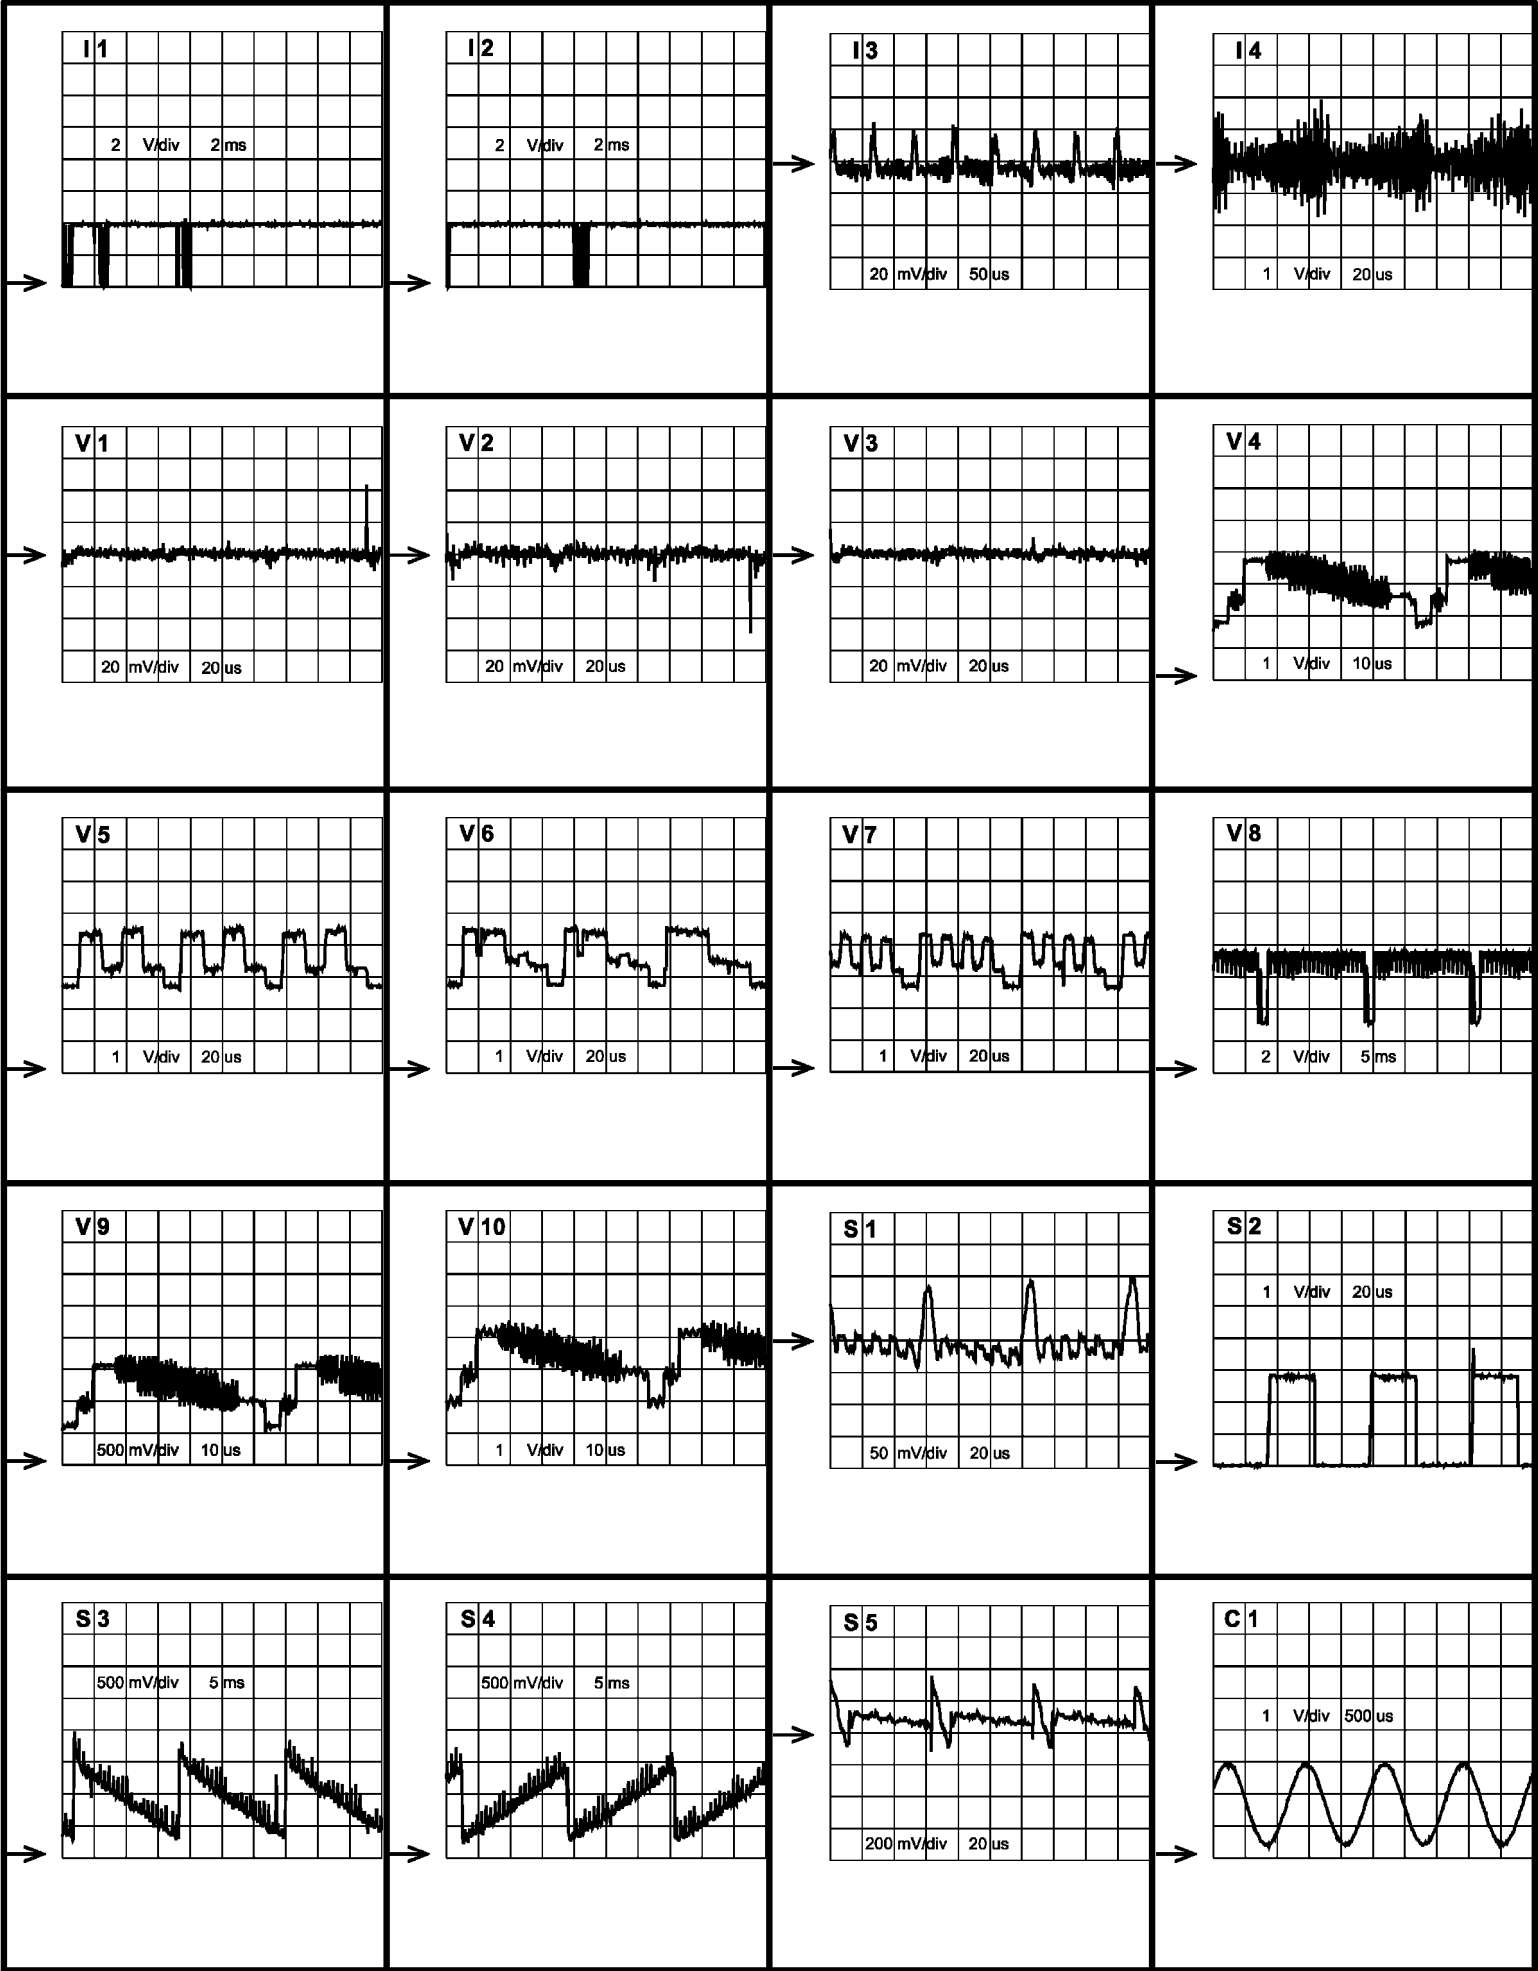 I 1
2 V/div 2 ms
I 2
2 V/div 2 ms
I 3
20 mV/div 50 us
I 4
1 V/div 20 us
V 1
20 mV/div 20 us
V 2
20 mV/div 20 us
V 3
20 mV/div 20 us
V 4
1 V/div 10 us
V 5
1 V/div 20 us
V 6
1 V/div 20 us
V 7
1 V/div 20 us
V 8
2 V/div 5 ms
V 9
500 mV/div 10 us
V 10
1 V/div 10 us
S 1
50 mV/div 20 us
S 2
1 V/div 20 us
S 3
500 mV/div 5 ms
S 4
500 mV/div 5 ms
S 5
200 mV/div 20 us
C 1
1 V/div 500 us